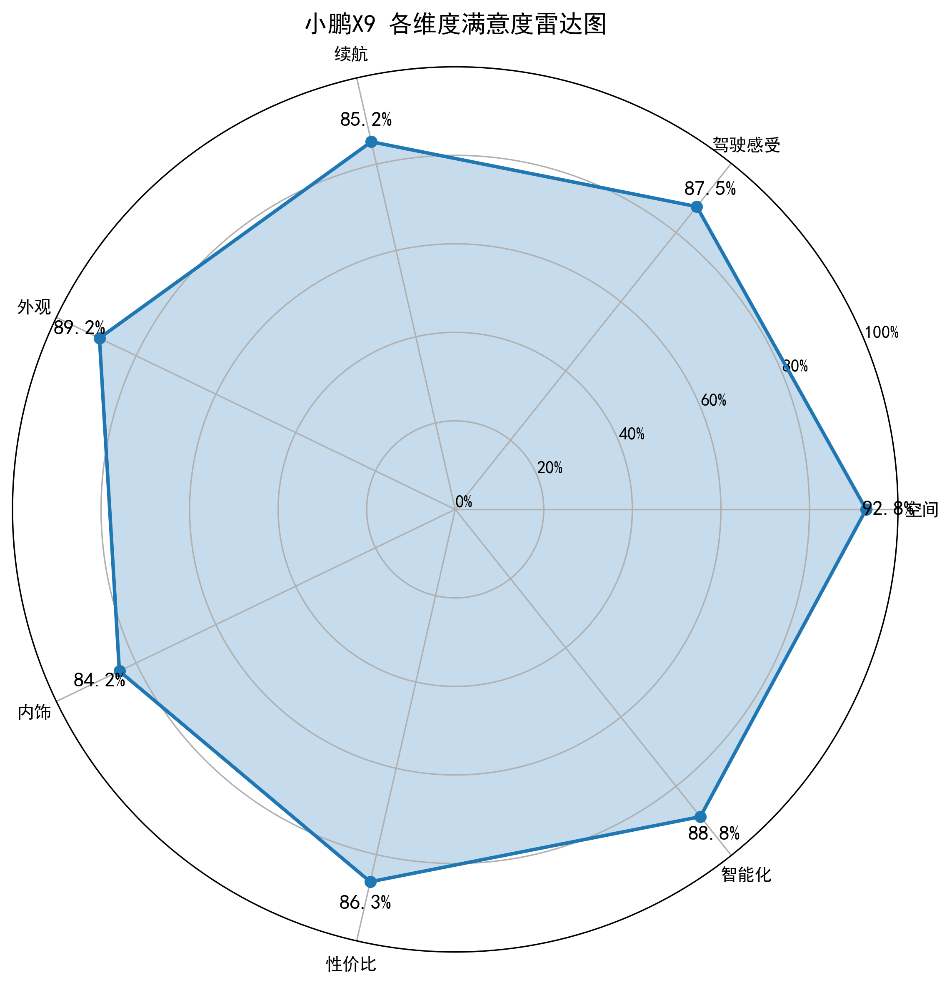 小鹏X9 各维度满意度雷达图
续航
85.2%
驾驶感受
87.5%
外观
89.2%
100%
80%
60%
40%
20%
0%
92.8%
空间
84.2%
内饰
88.8%
智能化
86.3%
性价比